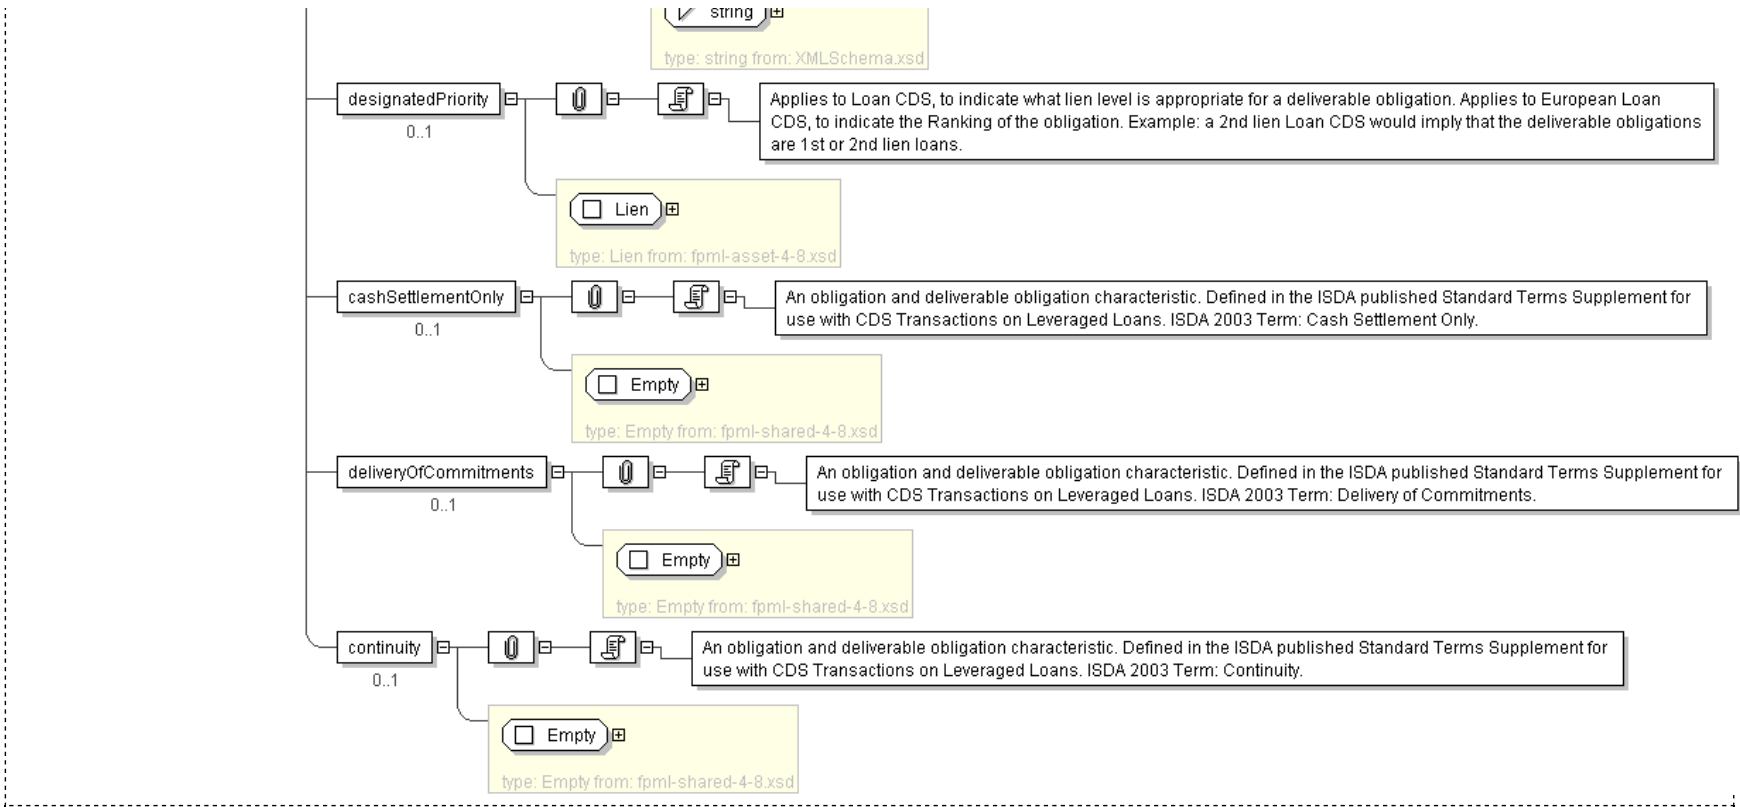 string
type: string from: XMLSchema.xsd
designatedPriority
0..1
Applies to Loan CDS, to indicate what lien level is appropriate for a deliverable obligation. Applies to European Loan
CDS, to indicate the Ranking of the obligation. Example: a 2nd lien Loan CDS would imply that the deliverable obligations
are 1st or 2nd lien loans.
Lien
type: Lien from: fpml-asset-4-8.xsd
cashSettlementOnly
0..1
An obligation and deliverable obligation characteristic. Defined in the ISDA published Standard Terms Supplement for
use with CDS Transactions on Leveraged Loans. ISDA 2003 Term: Cash Settlement Only.
Empty
type: Empty from: fpml-shared-4-8.xsd
deliveryOfCommitments
0..1
An obligation and deliverable obligation characteristic. Defined in the ISDA published Standard Terms Supplement for
use with CDS Transactions on Leveraged Loans. ISDA 2003 Term: Delivery of Commitments.
Empty
type: Empty from: fpml-shared-4-8.xsd
continuity
0..1
An obligation and deliverable obligation characteristic. Defined in the ISDA published Standard Terms Supplement for
use with CDS Transactions on Leveraged Loans. ISDA 2003 Term: Continuity.
Empty
type: Empty from: fpml-shared-4-8.xsd